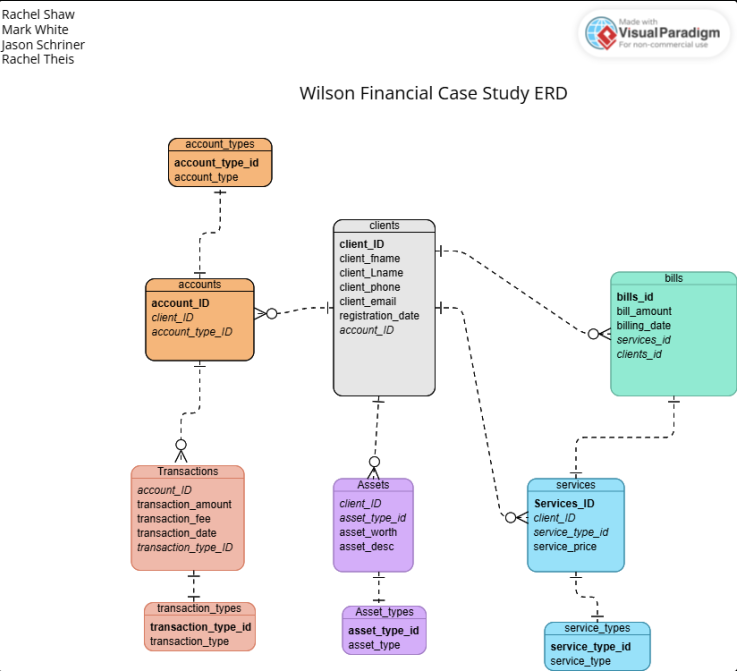 Rachel Shaw
Mark White
Jason Schriner
Rachel Theis
Made with
Visual Paradigm
For non-commercial use
Wilson Financial Case Study ERD
account_types
account_type_id
account_type
clients
client_ID
client_fname
client_Lname
client_phone
client_email
registration_date
account_ID
accounts
account_ID
client_ID
account_type_ID
bills
bills_id
bill_amount
billing_date
services_id
clients_id
Transactions
account_ID
transaction_amount
transaction_fee
transaction_date
transaction_type_ID
Assets
client_ID
asset_type_id
asset_worth
asset_desc
services
Services_ID
client_ID
service_type_id
service_price
transaction_types
transaction_type_id
transaction_type
Asset_types
asset_type_id
asset_type
service_types
service_type_id
service_type